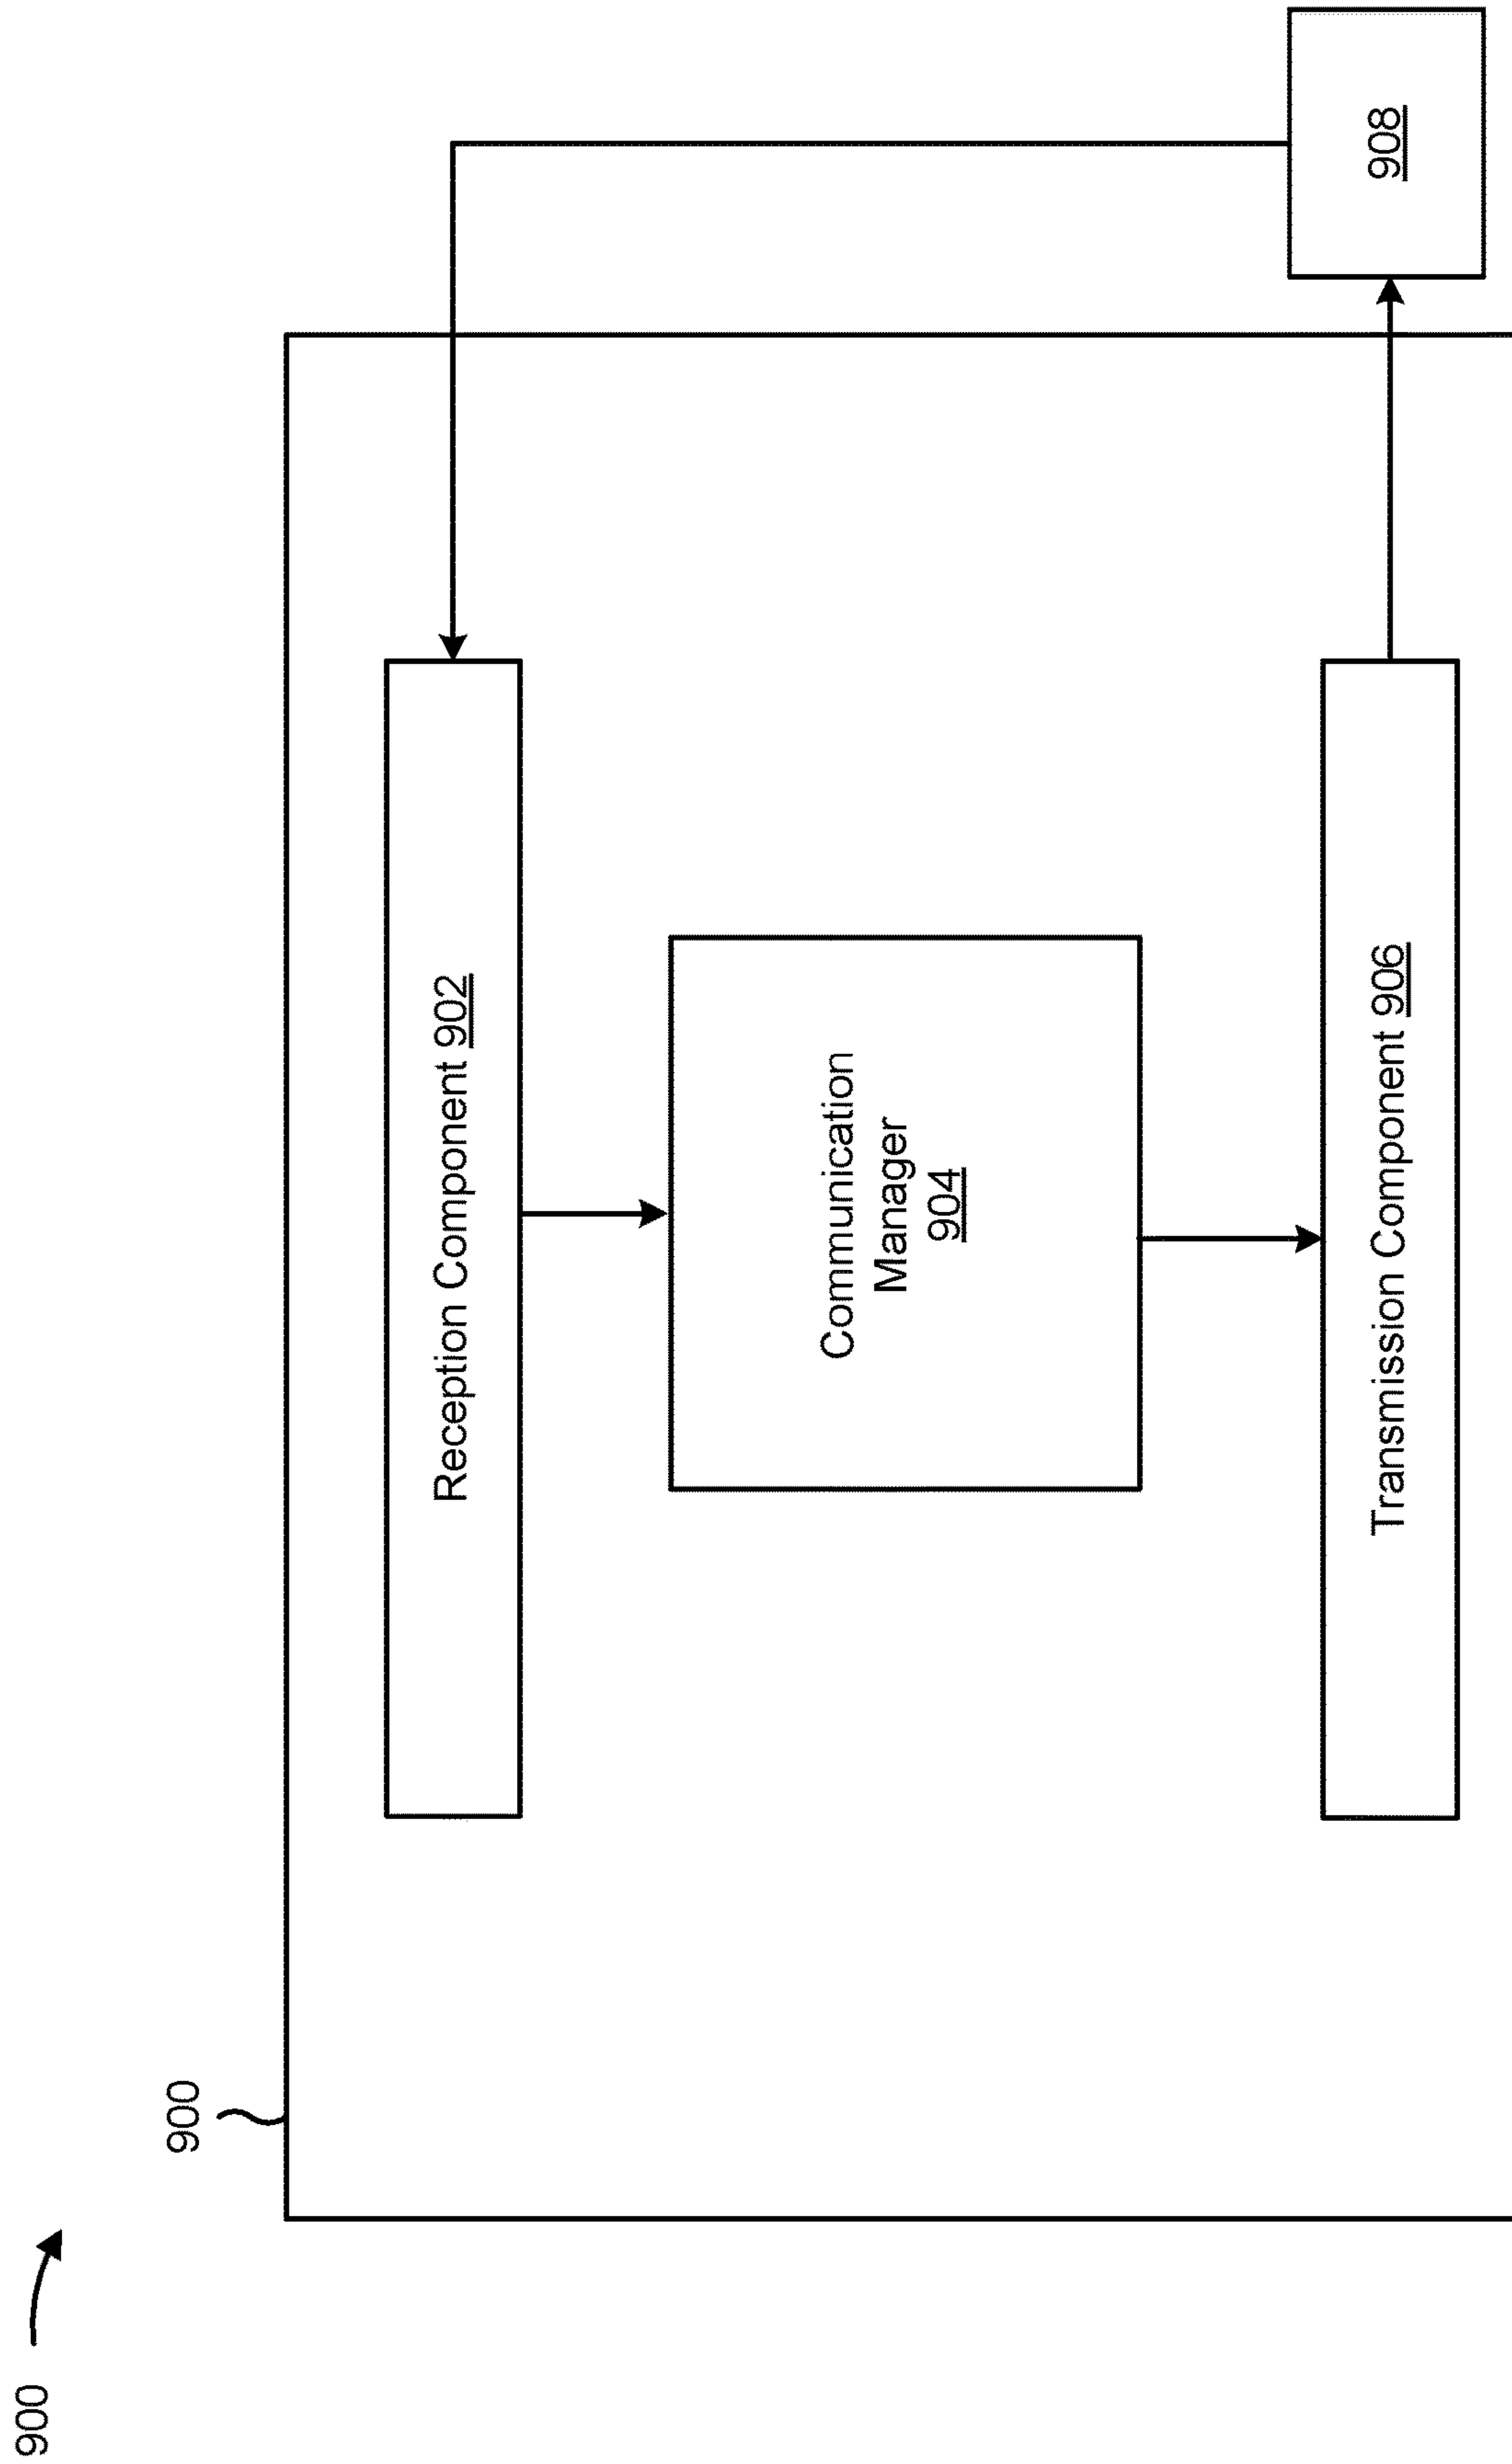 900
900
Reception Component 902
Communication
Manager
904
Transmission Component 906
908